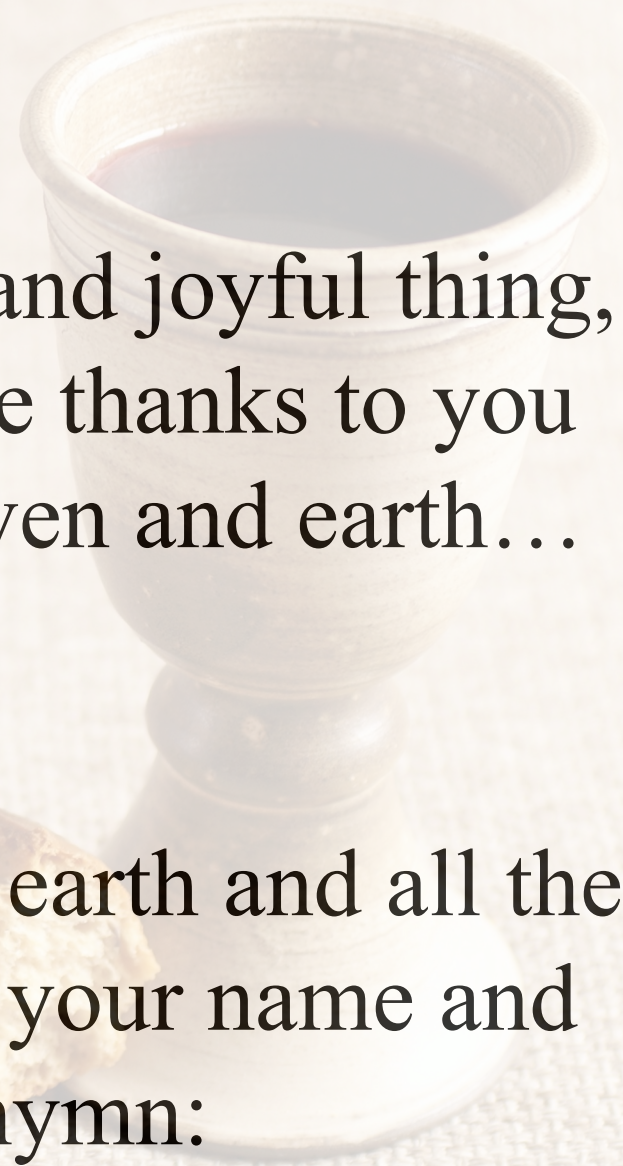 and joyful thing,
e thanks to you
ven and earth…
earth and all the
your name and
hymn: